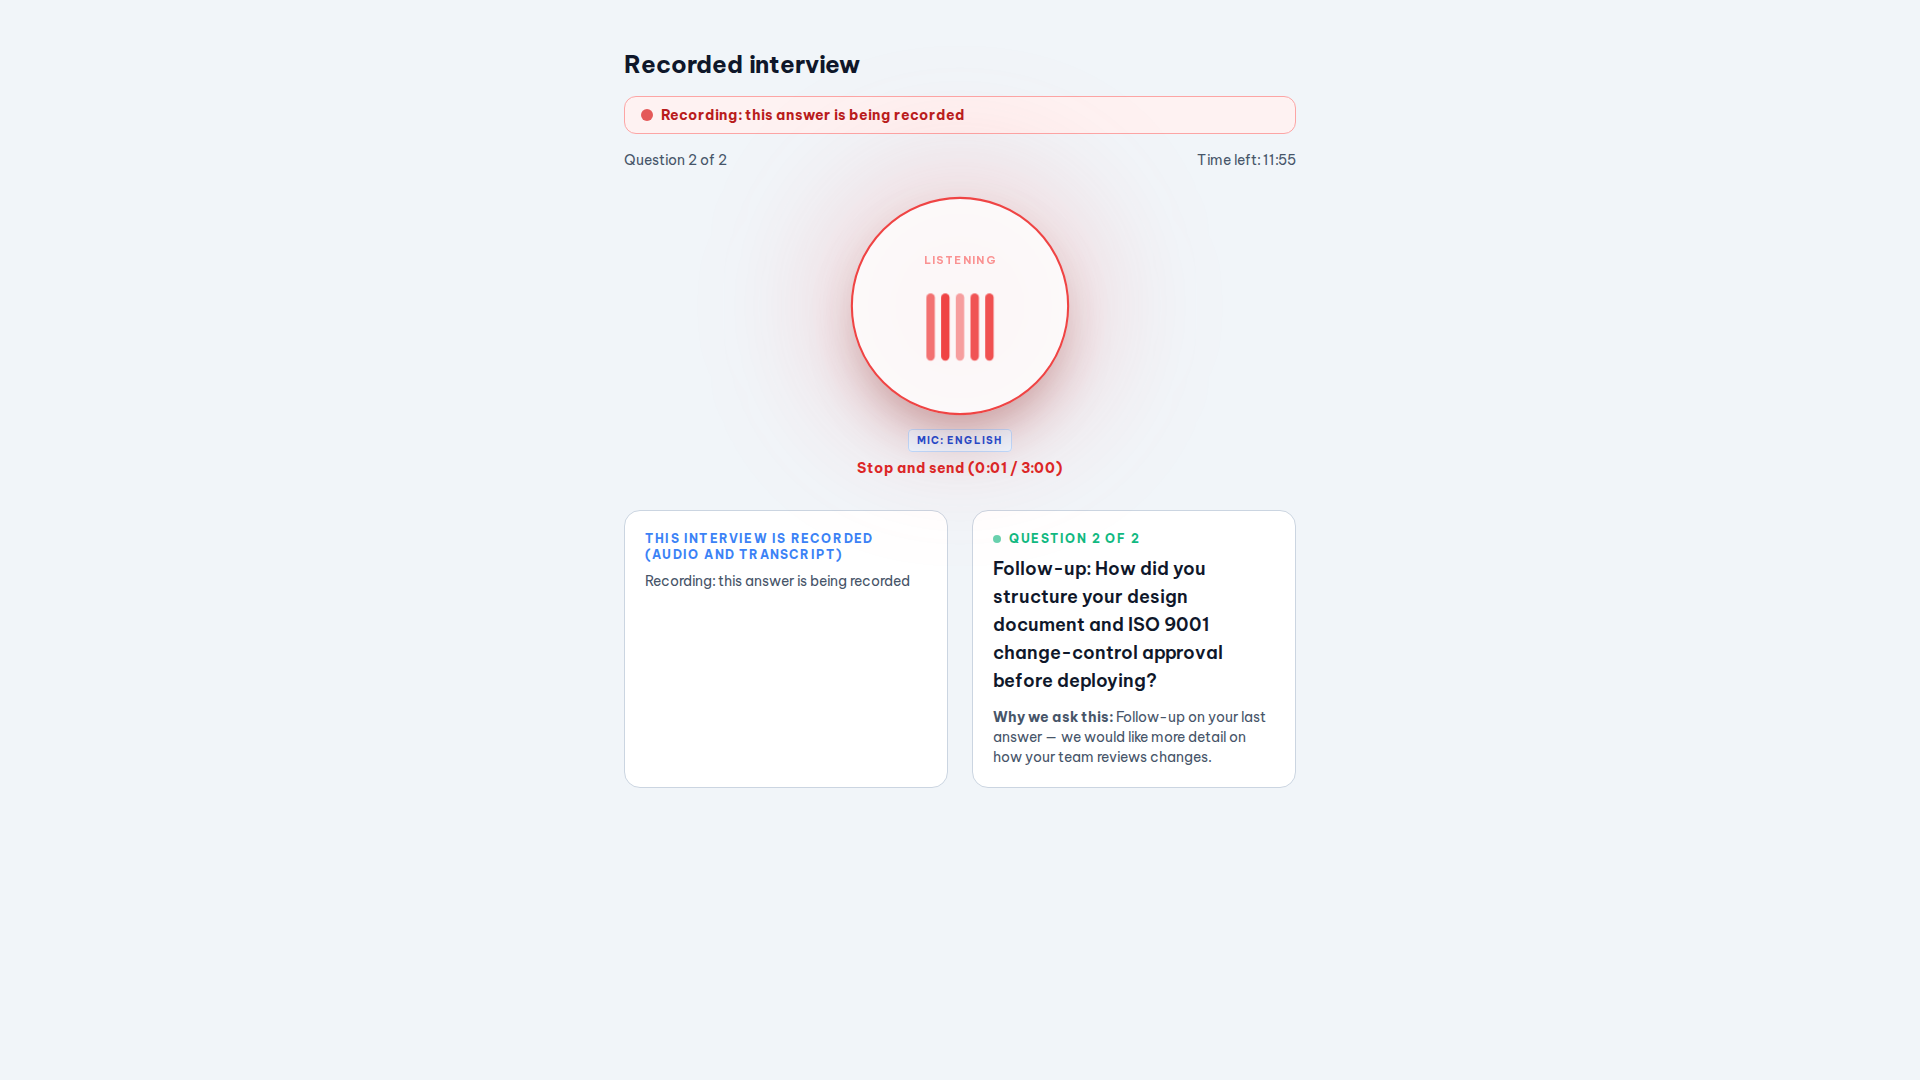 Recorded interview
Recording: this answer is being recorded
Question 2 of 2
Time left: 11:55
LISTENING
MIC: ENGLISH
Stop and send (0:01 / 3:00)
THIS INTERVIEW IS RECORDED
(AUDIO AND TRANSCRIPT)
Recording: this answer is being recorded
QUESTION 2 OF 2
Follow-up: How did you
structure your design
document and ISO 9001
change-control approval
before deploying?
Why we ask this: Follow-up on your last
answer — we would like more detail on
how your team reviews changes.